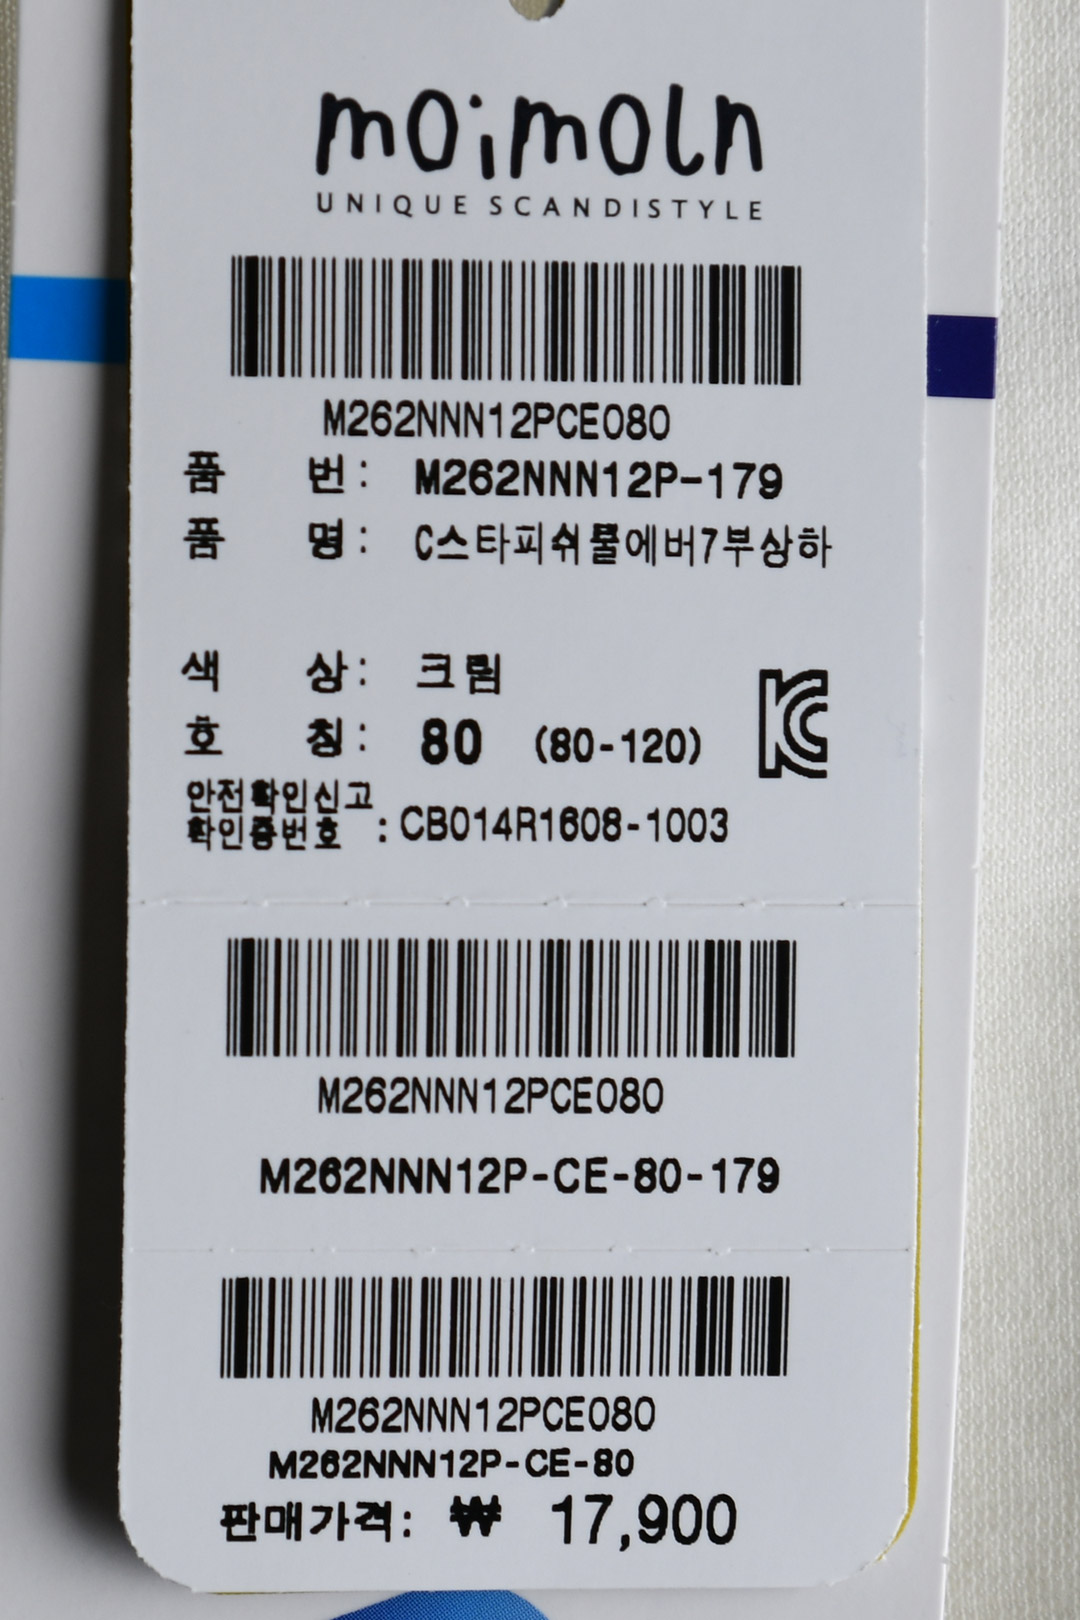 moimoln
UNIQUE SCANDISTYLE
M262NNN12PCE080
품 번: M262NNN12P-179
품 명: C스타피쉬물에버7부상하
색 상: 크림
호 칭: 80 (80-120)
안전확인신고
확인증번호 : CB014R1608-1003
M262NNN12PCE080
M262NNN12P-CE-80-179
M262NNN12PCE080
M262NNN12P-CE-80
판매가격: ₩ 17,900